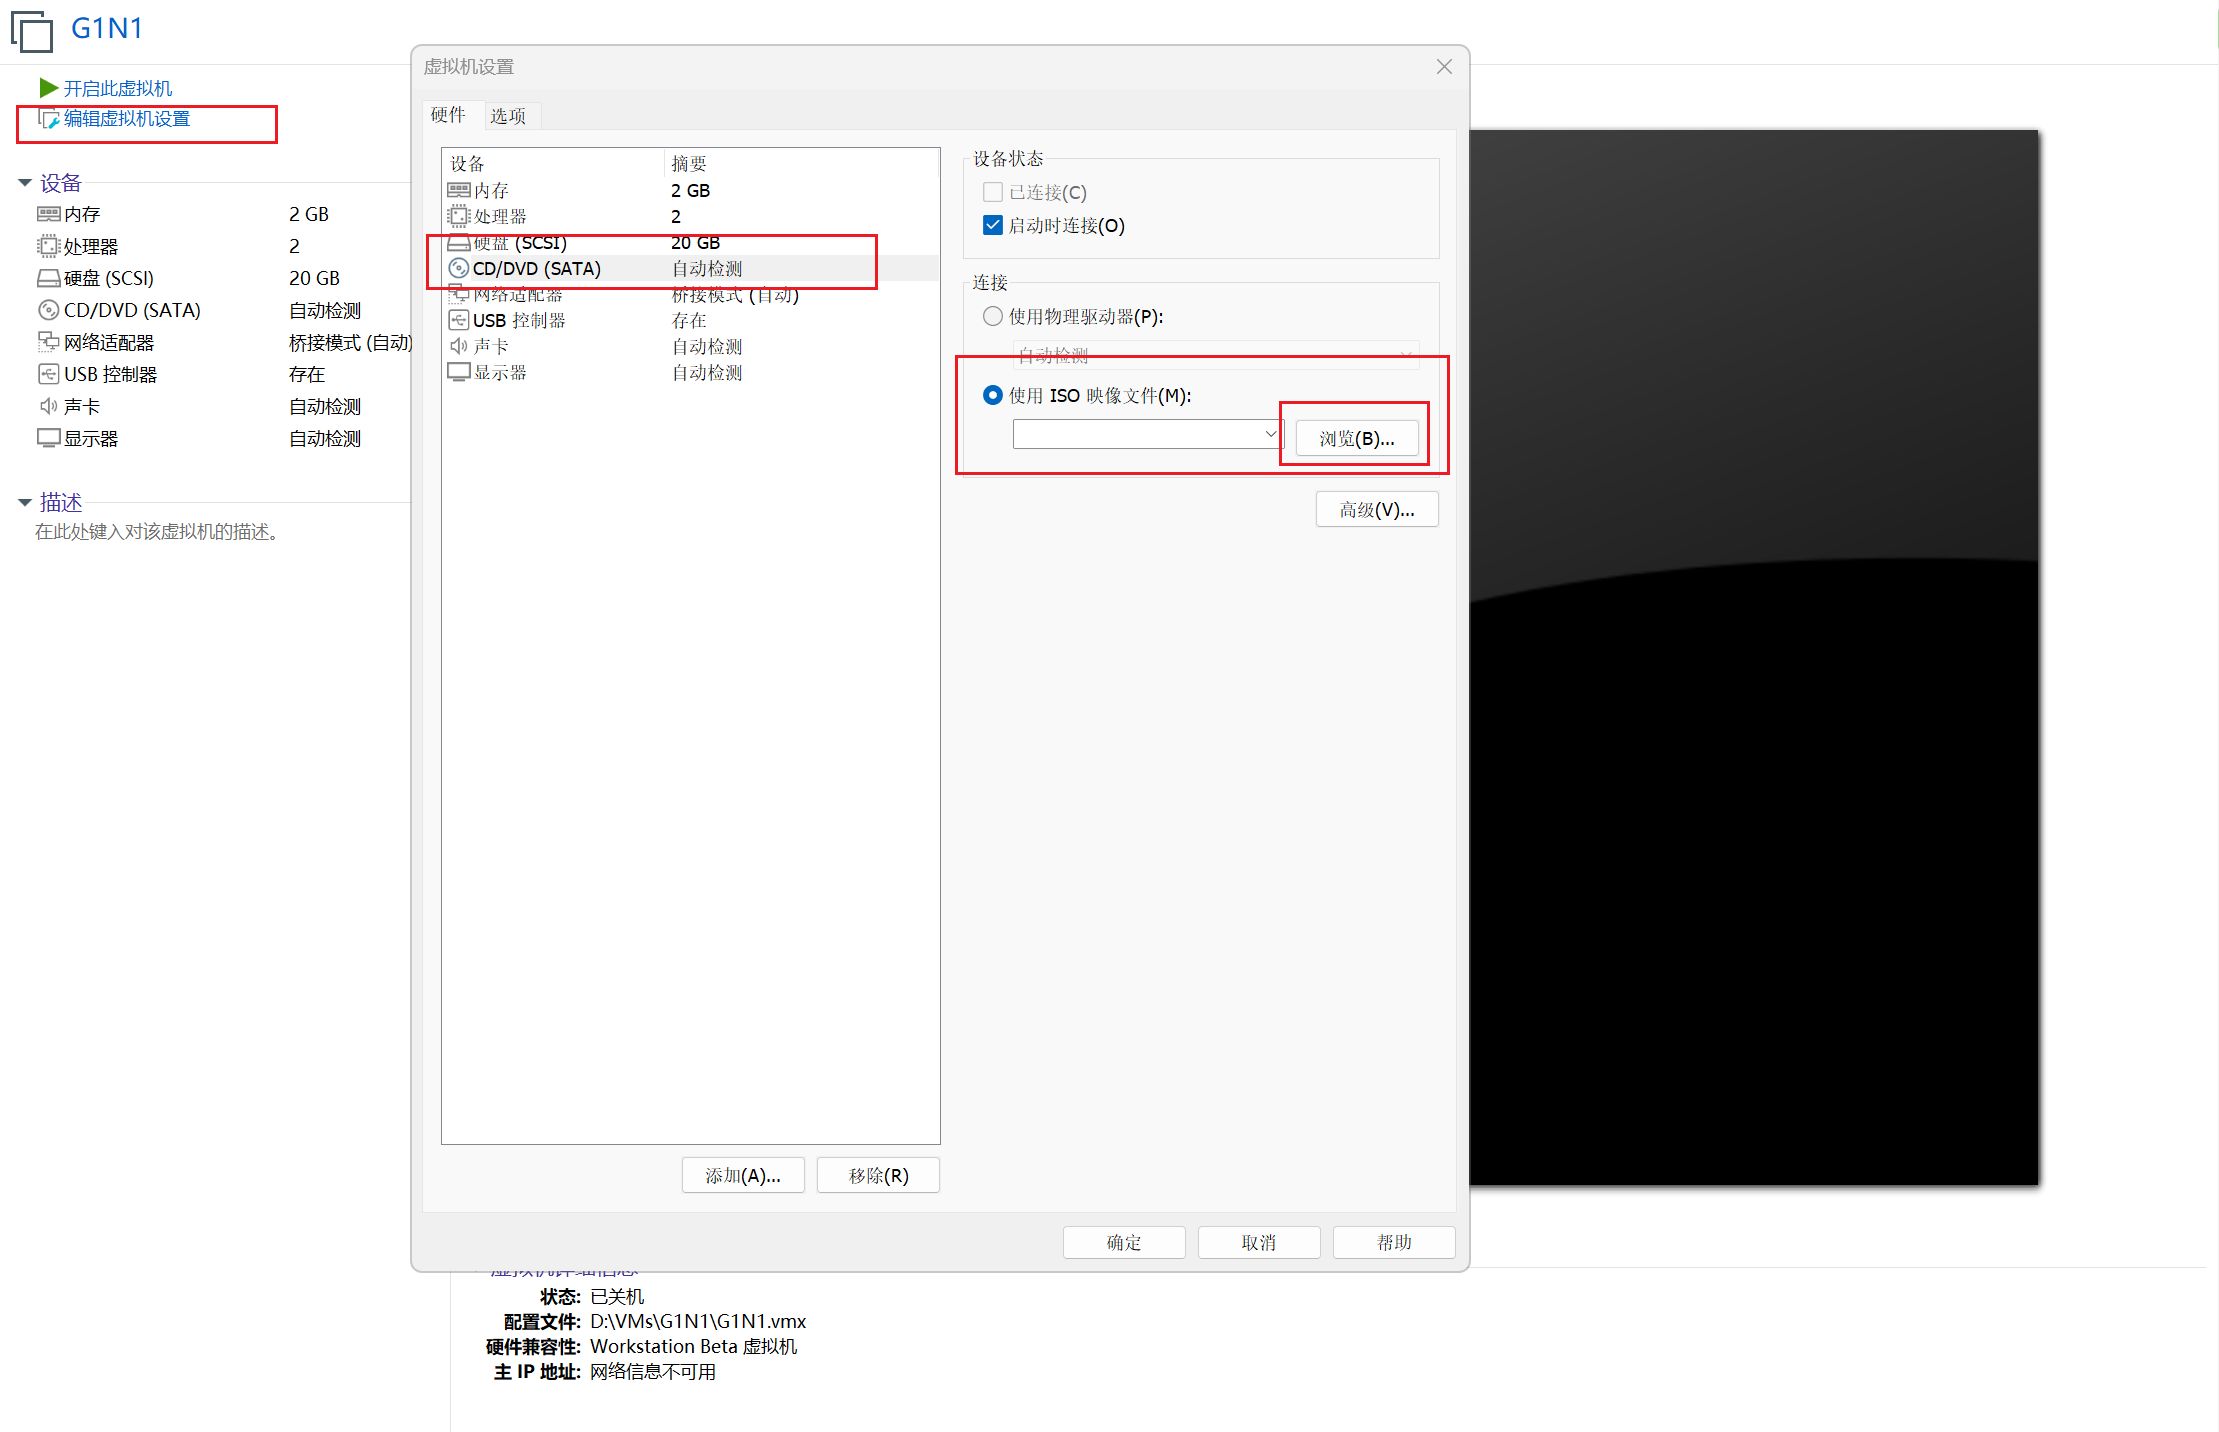 G1N1
开启此虚拟机
编辑虚拟机设置
设备
内存 2 GB
处理器 2
硬盘 (SCSI) 20 GB
CD/DVD (SATA) 自动检测
网络适配器 桥接模式 (自动)
USB 控制器 存在
声卡 自动检测
显示器 自动检测
描述
在此处键入对该虚拟机的描述。
虚拟机设置
硬件 选项
设备 摘要
内存 2 GB
处理器 2
硬盘 (SCSI) 20 GB
CD/DVD (SATA) 自动检测
网络适配器 桥接模式 (自动)
USB 控制器 存在
声卡 自动检测
显示器 自动检测
添加(A)... 移除(R)
设备状态
已连接(C)
启动时连接(O)
连接
使用物理驱动器(P):
自动检测
使用 ISO 映像文件(M):
浏览(B)...
高级(V)...
确定 取消 帮助
虚拟机详细信息
状态: 已关机
配置文件: D:\VMs\G1N1\G1N1.vmx
硬件兼容性: Workstation Beta 虚拟机
主 IP 地址: 网络信息不可用